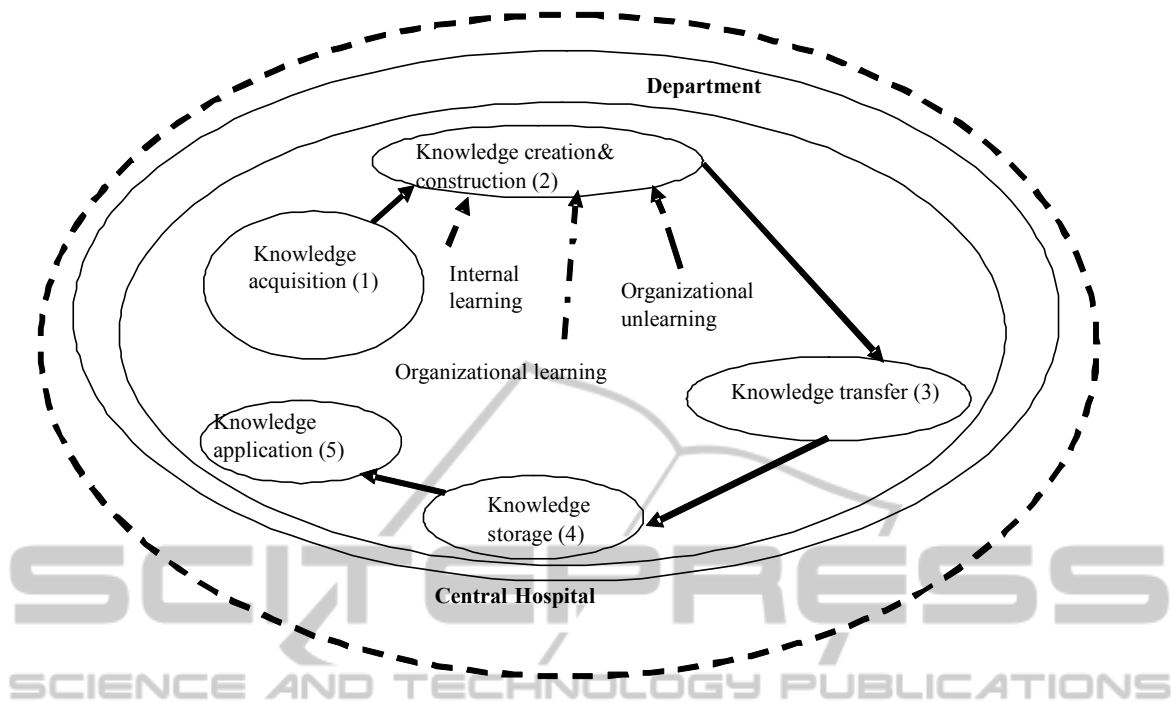 Department
Knowledge creation&
construction (2)
Knowledge
acquisition (1)
Internal
learning
Organizational
unlearning
Organizational learning
Knowledge transfer (3)
Knowledge
application (5)
Knowledge
storage (4)
Central Hospital
SCITEPRESS
SCIENCE AND TECHNOLOGY PUBLICATIONS